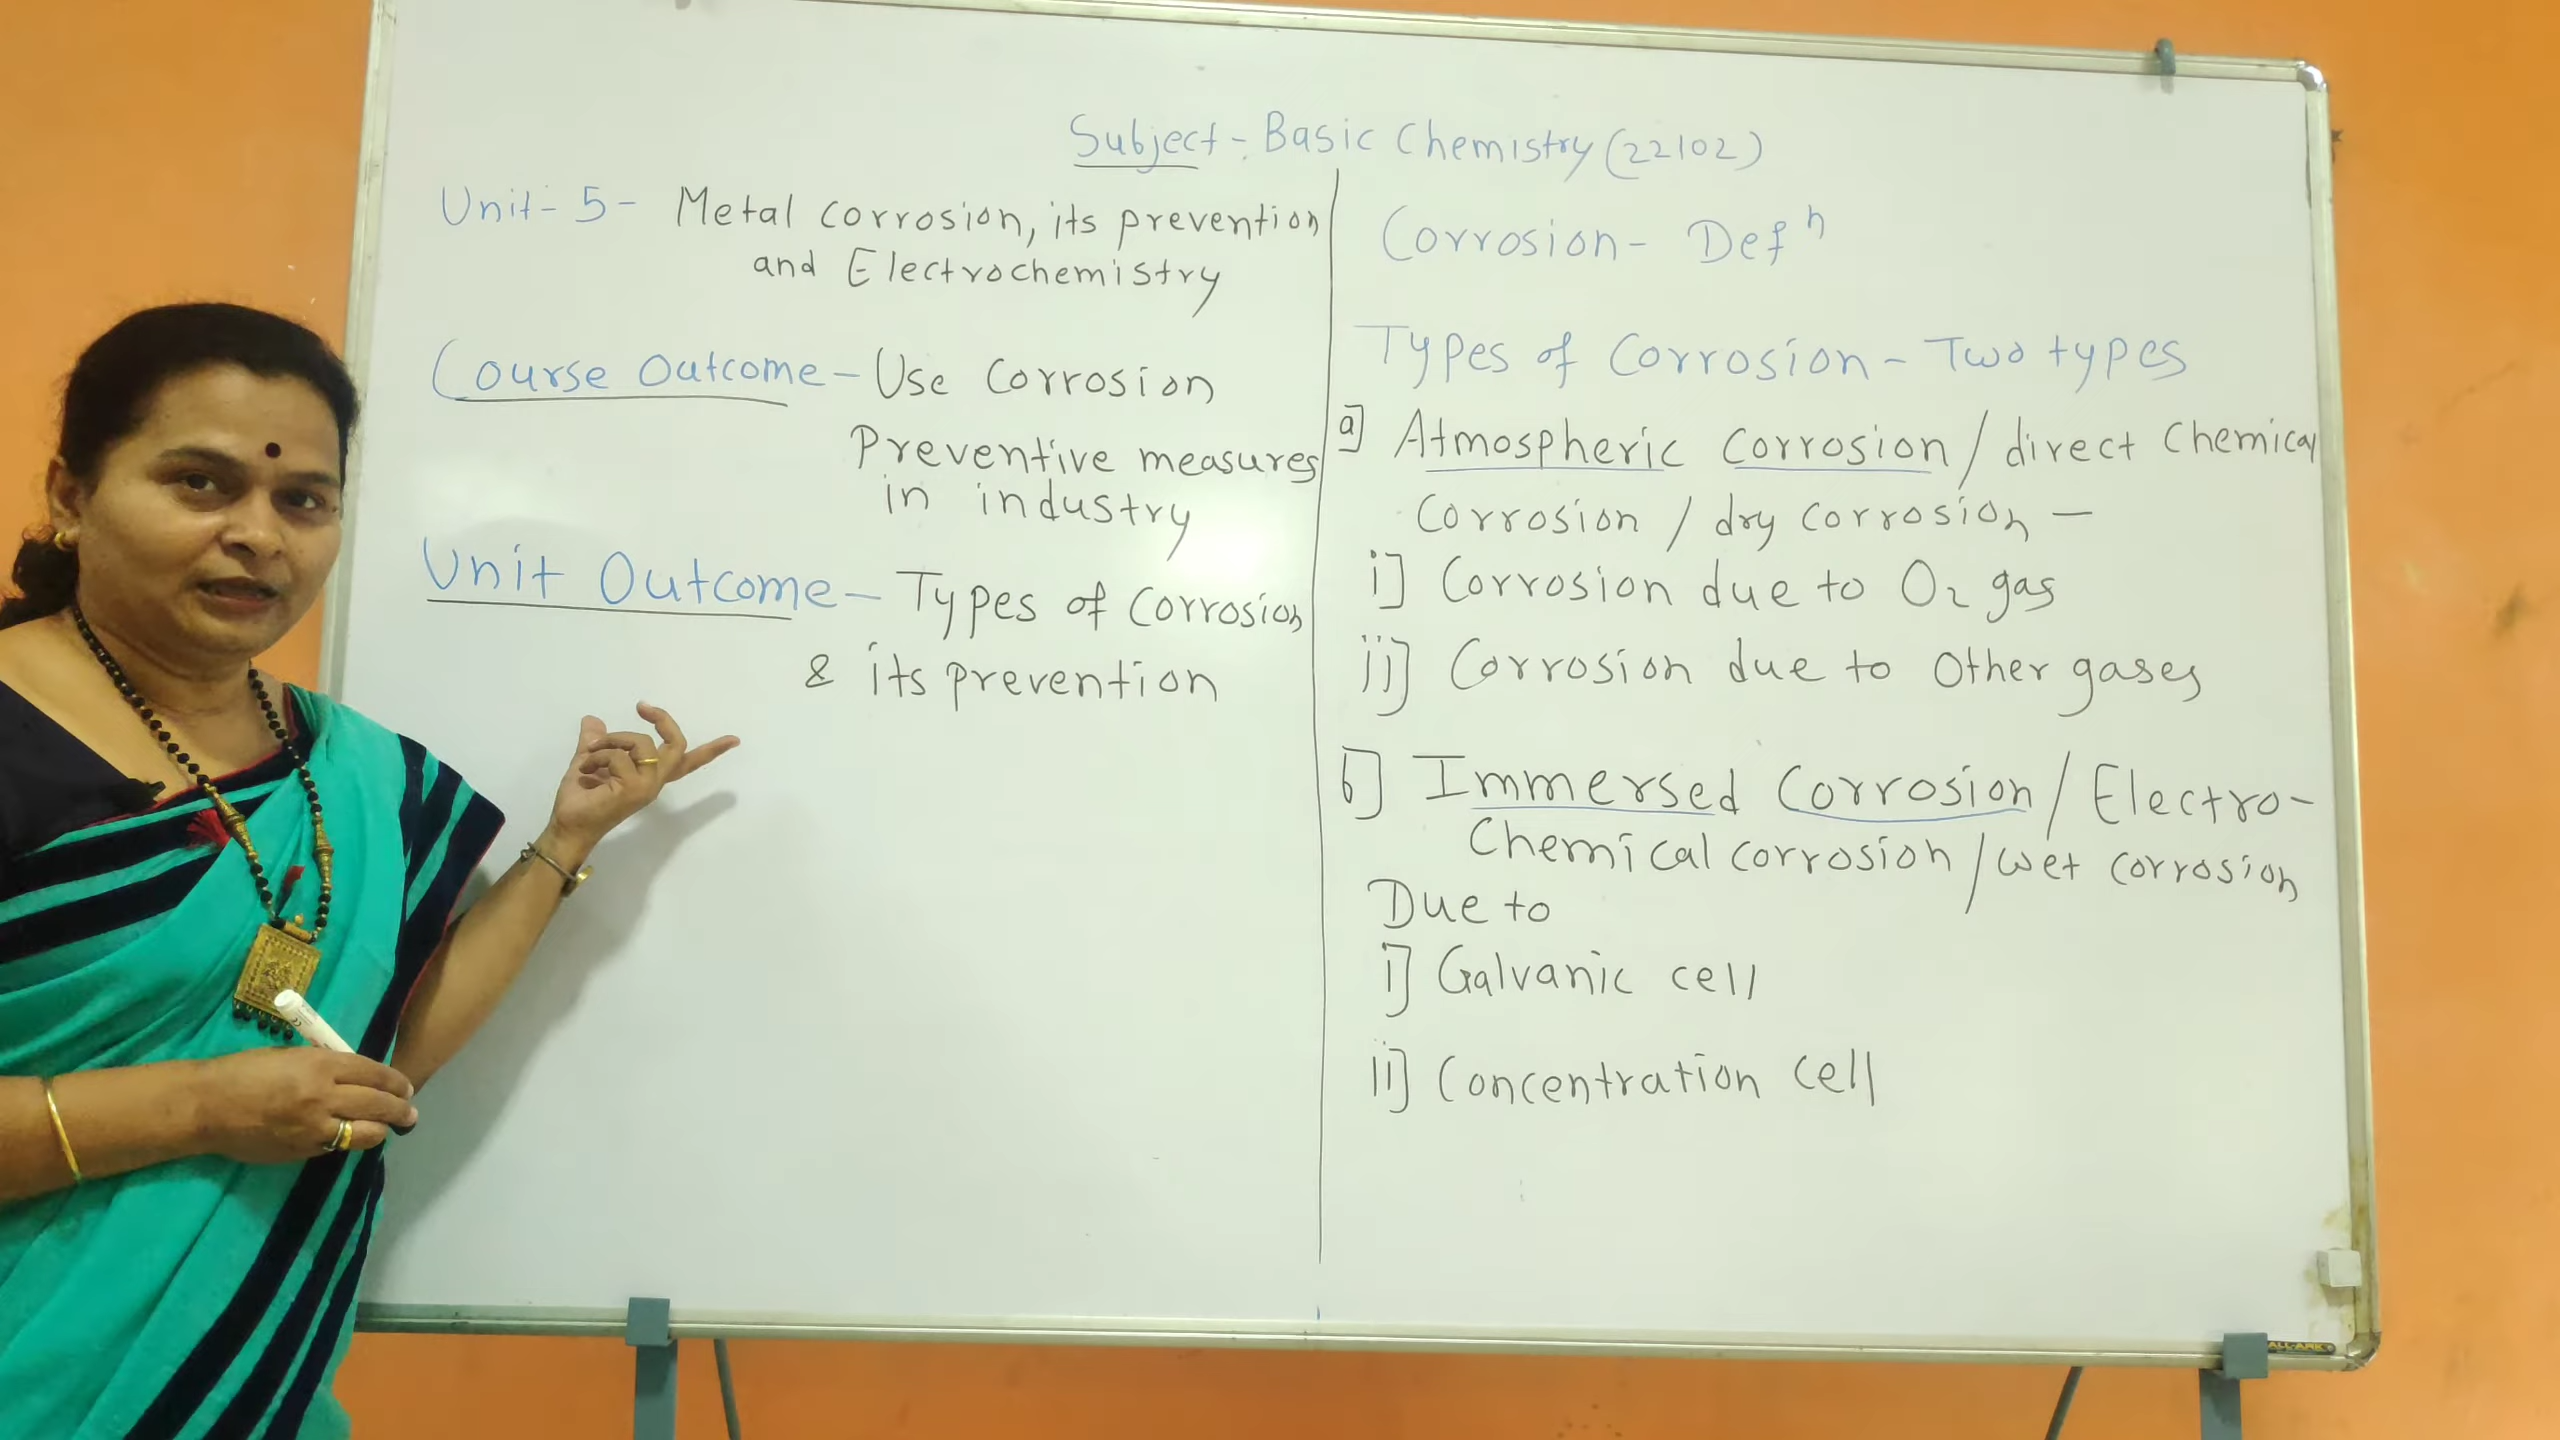 Subject - Basic Chemistry (22102)
Unit - 5 - Metal corrosion, its prevention
and Electrochemistry
Course Outcome - Use Corrosion
Preventive measures
in industry
Unit Outcome - Types of Corrosion
& its prevention
Corrosion - Defⁿ
Types of Corrosion - Two types
a] Atmospheric Corrosion / direct Chemical
Corrosion / dry corrosion -
i] Corrosion due to O₂ gas
ii] Corrosion due to Other gases
b] Immersed Corrosion / Electro-
Chemical corrosion / wet corrosion
Due to
i] Galvanic cell
ii] Concentration cell